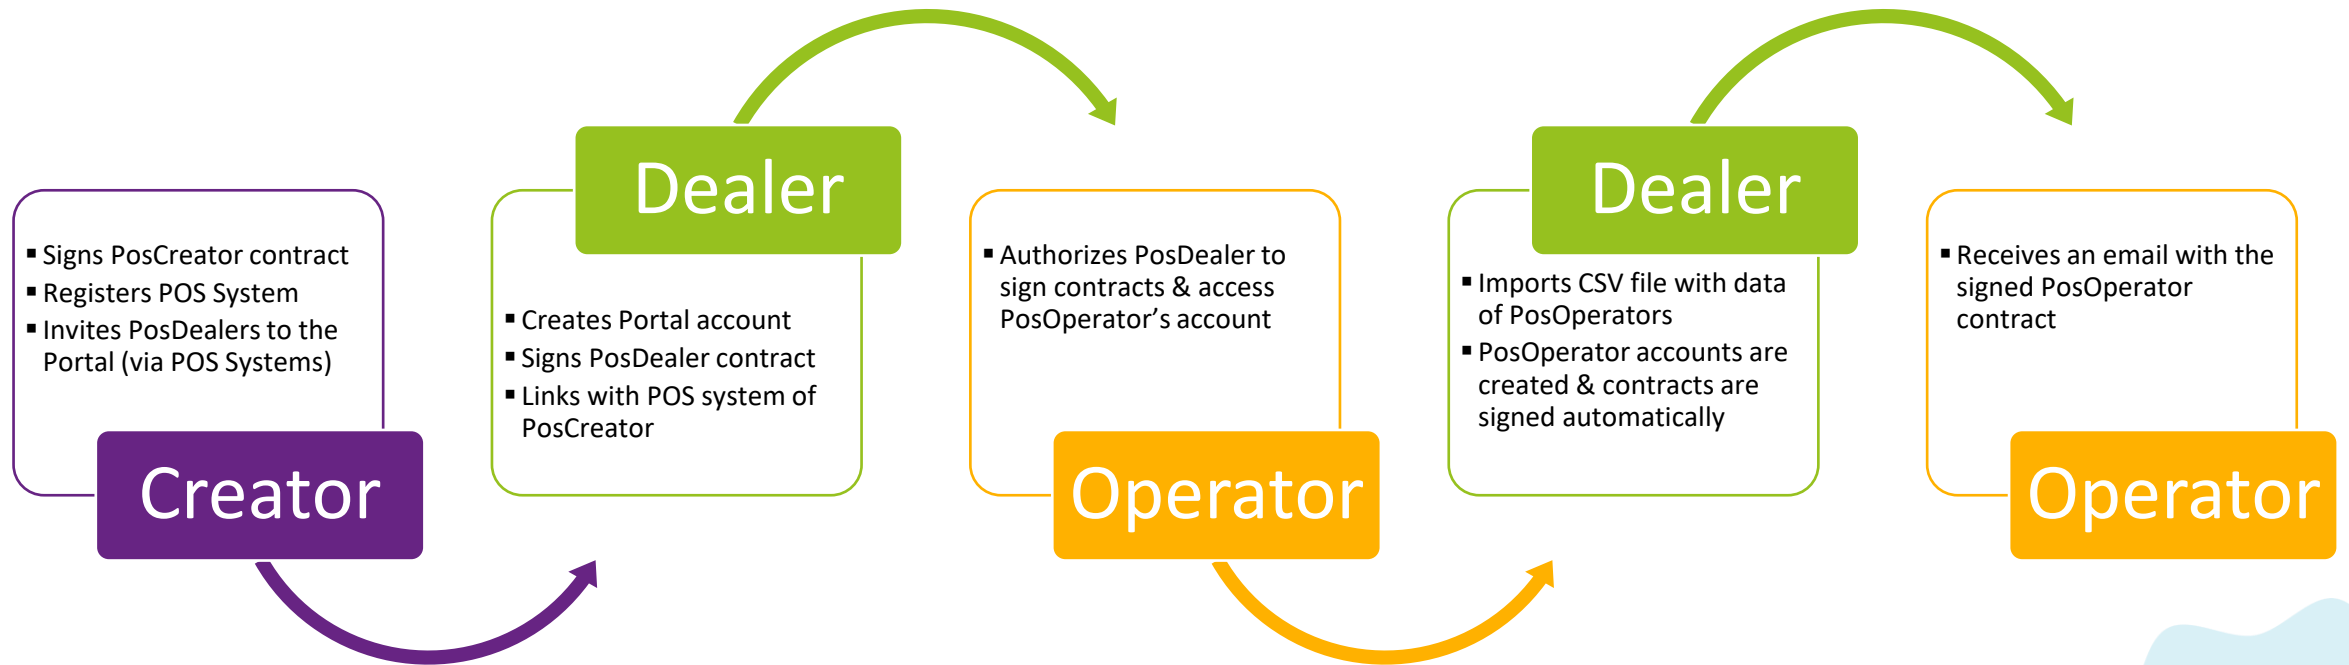 ▪ Signs PosCreator contract
▪ Registers POS System
▪ Invites PosDealers to the
Portal (via POS Systems)
Creator
Dealer
▪ Creates Portal account
▪ Signs PosDealer contract
▪ Links with POS system of
PosCreator
▪ Authorizes PosDealer to
sign contracts & access
PosOperator’s account
Operator
Dealer
▪ Imports CSV file with data
of PosOperators
▪ PosOperator accounts are
created & contracts are
signed automatically
▪ Receives an email with the
signed PosOperator
contract
Operator